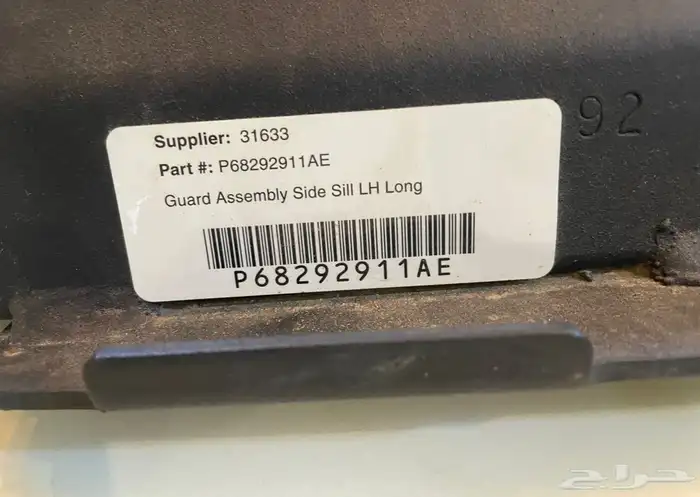 Supplier: 31633
Part #: P68292911AE
Guard Assembly Side Sill LH Long
P68292911AE
92
حراج